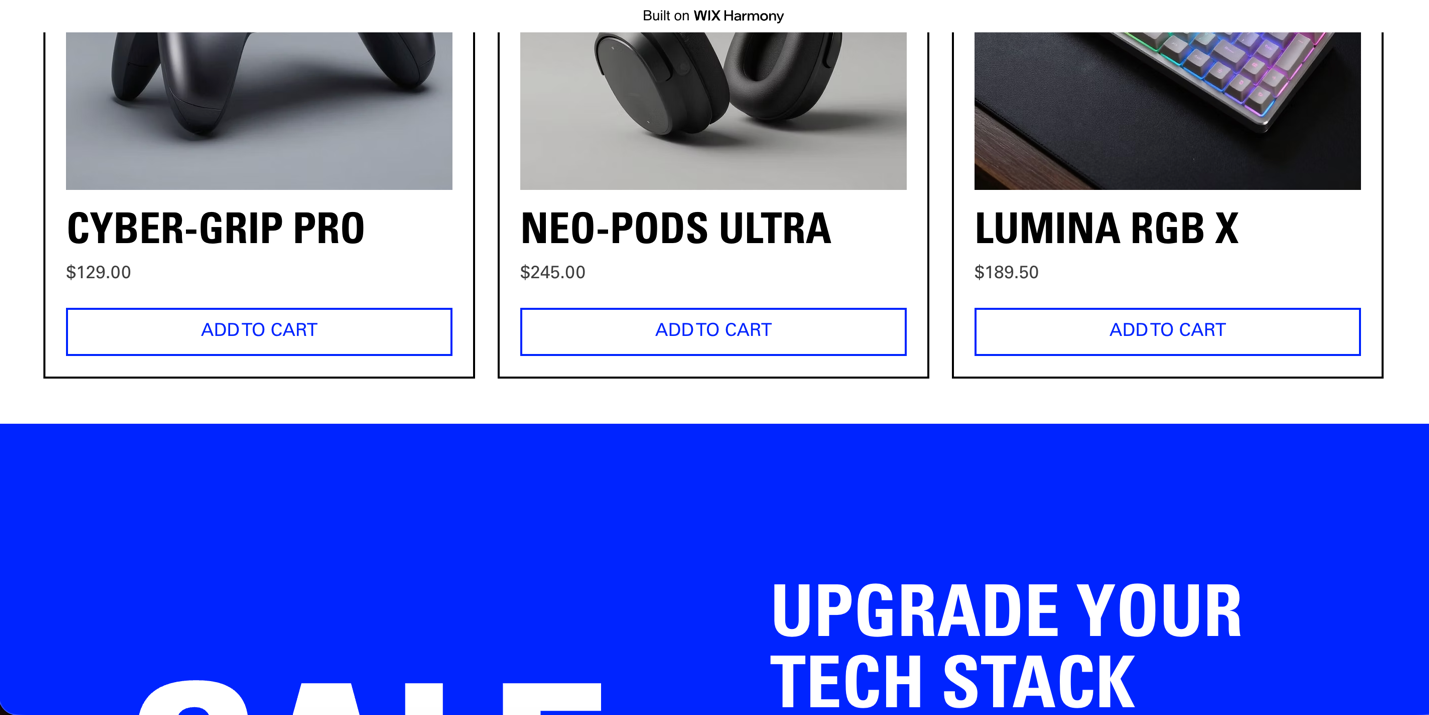 Built on WIX Harmony
CYBER-GRIP PRO
NEO-PODS ULTRA
LUMINA RGB X
$129.00
$245.00
$189.50
ADD TO CART
ADD TO CART
ADD TO CART
UPGRADE YOUR
TECH STACK
SALE